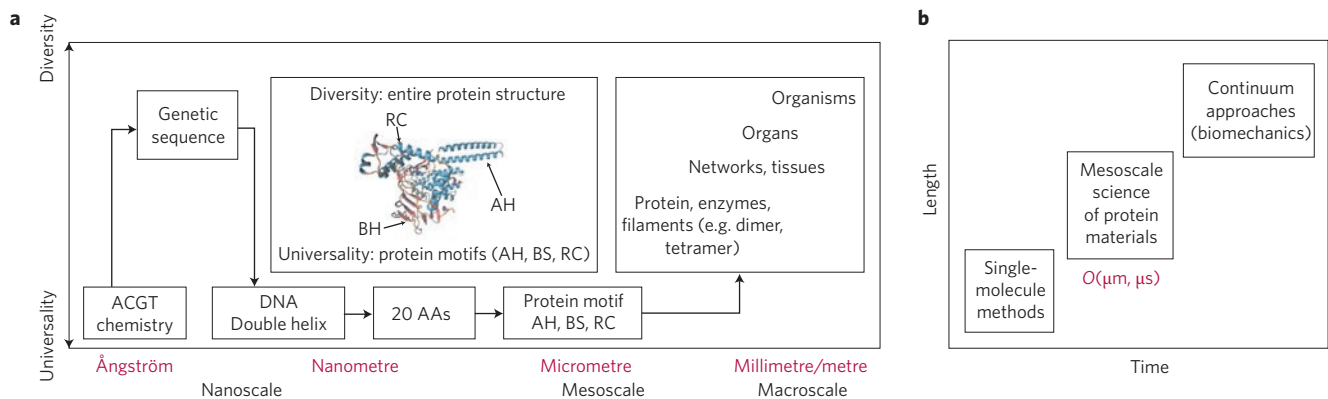 a
Diversity
Universality
Genetic
sequence
ACGT
chemistry
DNA
Double helix
20 AAs
Protein motif
AH, BS, RC
Diversity: entire protein structure
RC
AH
BH
Universality: protein motifs (AH, BS, RC)
Organisms
Organs
Networks, tissues
Protein, enzymes,
filaments (e.g. dimer,
tetramer)
Ångström
Nanometre
Micrometre
Millimetre/metre
Nanoscale
Mesoscale
Macroscale
b
Length
Continuum
approaches
(biomechanics)
Mesoscale
science
of protein
materials
O(µm, µs)
Single-
molecule
methods
Time